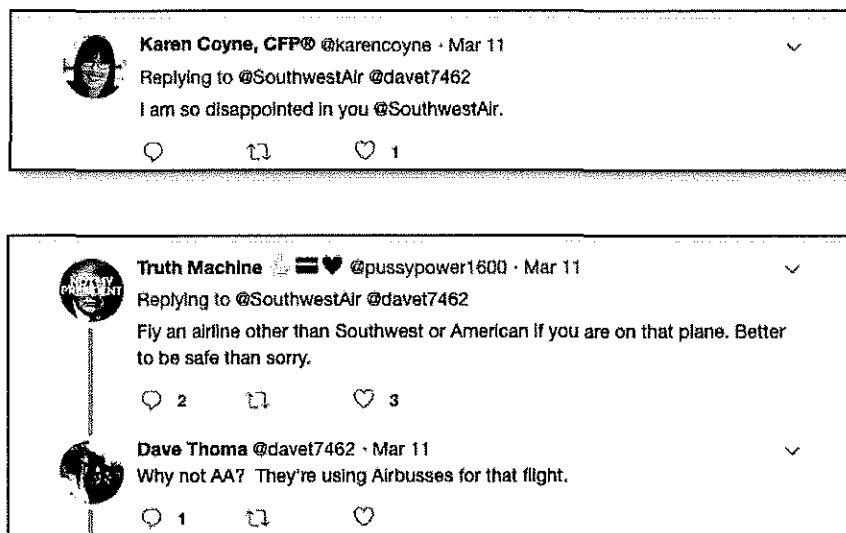 Karen Coyne, CFP® @karencoyne · Mar 11
Replying to @SouthwestAir @davet7462
I am so disappointed in you @SouthwestAir.
1
Truth Machine @pussypower1600 · Mar 11
Replying to @SouthwestAir @davet7462
Fly an airline other than Southwest or American if you are on that plane. Better
to be safe than sorry.
2 3
Dave Thoma @davet7462 · Mar 11
Why not AA? They're using Airbusses for that flight.
1